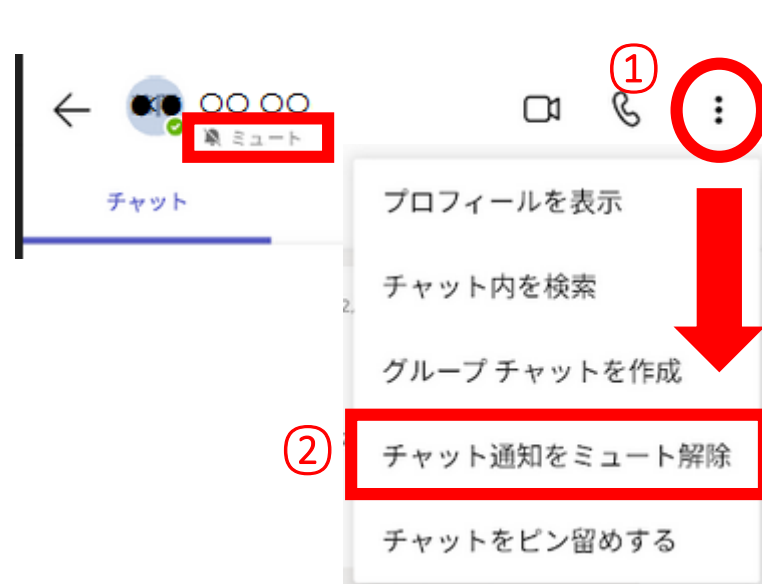 ①
○○ ○○
ミュート
チャット
プロフィールを表示
チャット内を検索
2,
グループ チャットを作成
②
チャット通知をミュート解除
チャットをピン留めする